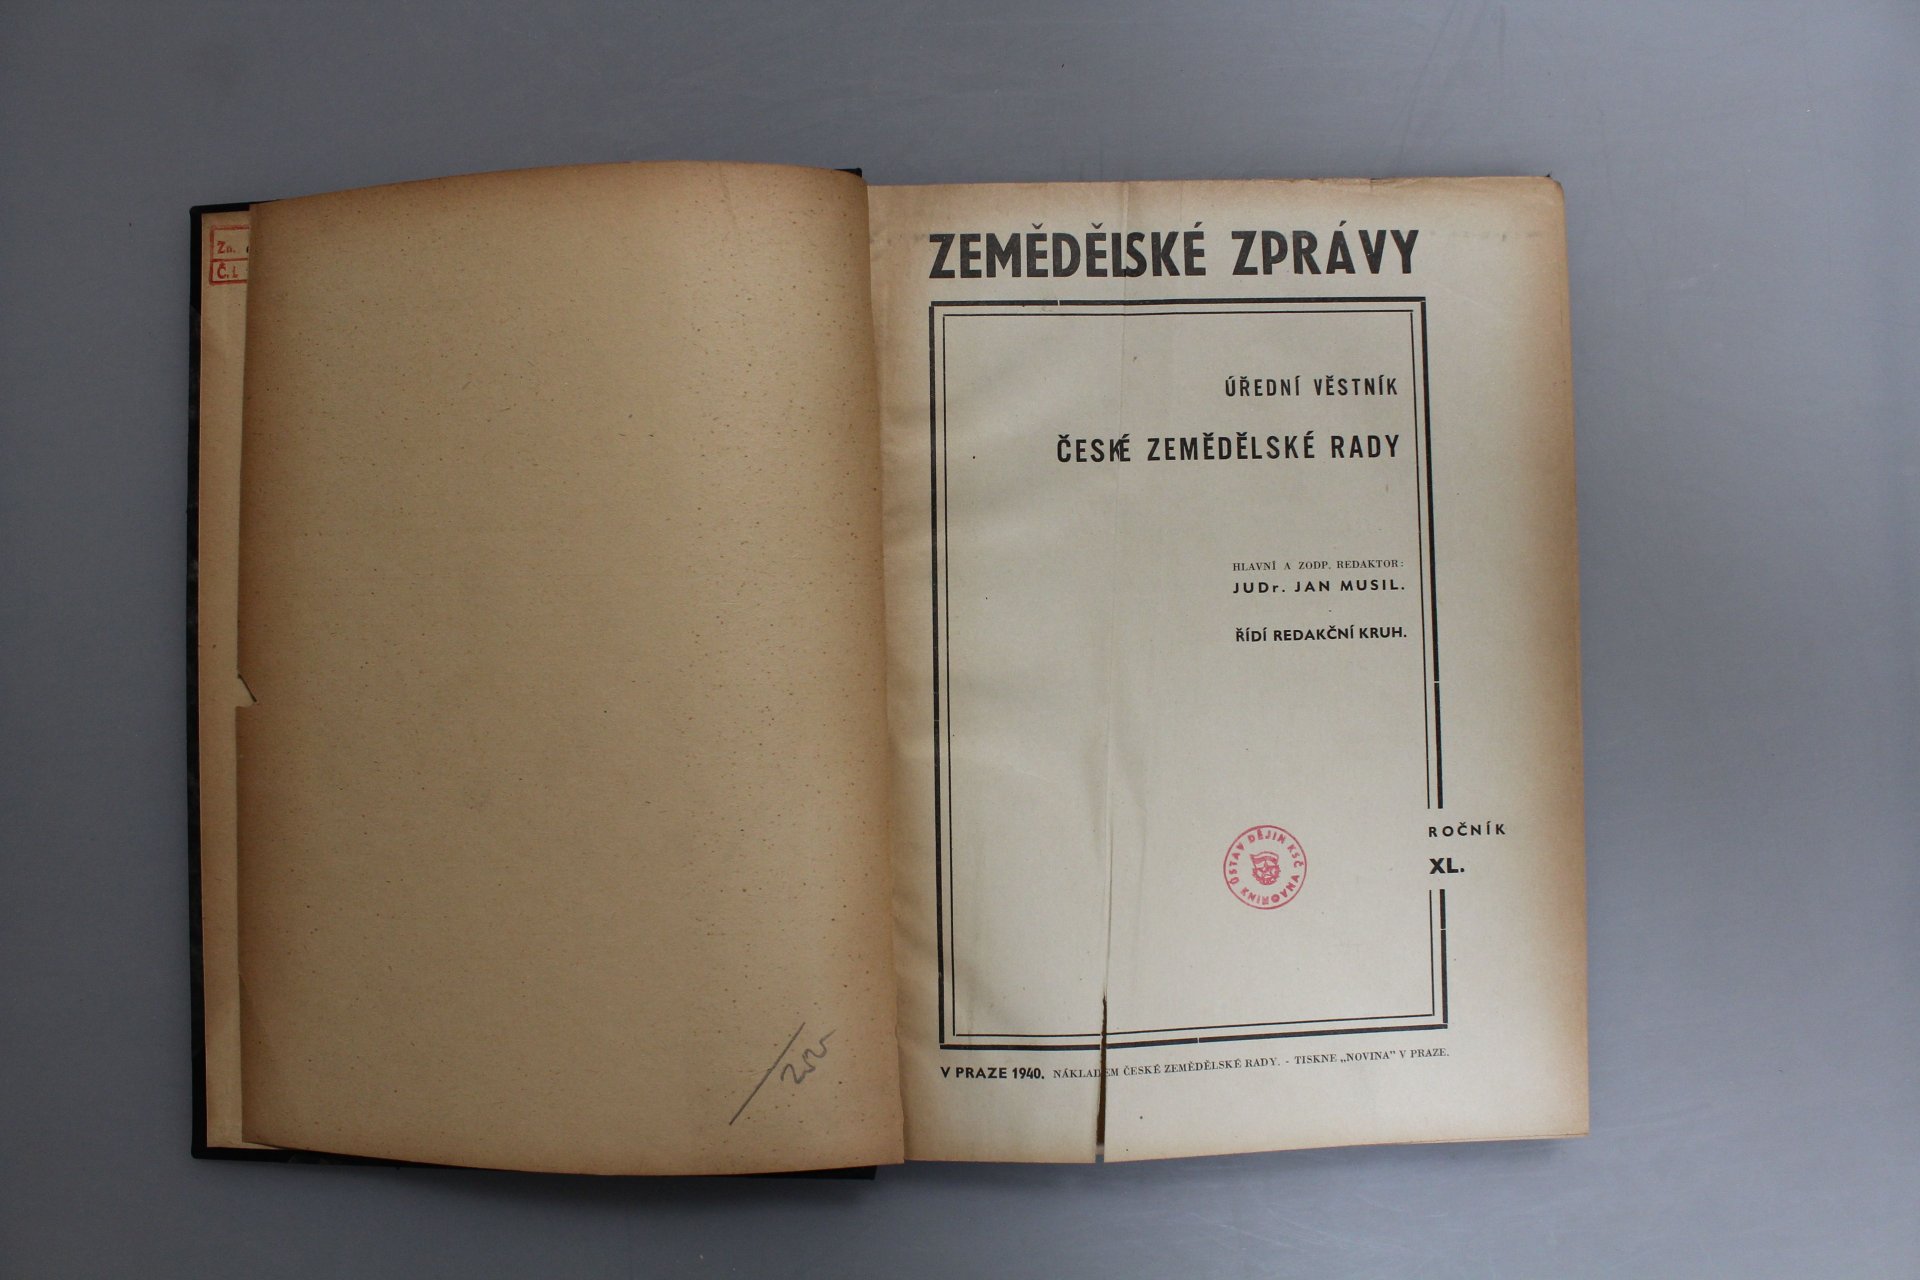 Zn.
Č.
ZEMĚDĚLSKÉ ZPRÁVY
ÚŘEDNÍ VĚSTNÍK
ČESKÉ ZEMĚDĚLSKÉ RADY
HLAVNÍ A ZODP. REDAKTOR:
JUDr. JAN MUSIL.
ŘÍDÍ REDAKČNÍ KRUH.
ÚSTAV DĚJIN KSČ
KNIHOVNA
ROČNÍK
XL.
V PRAZE 1940. NÁKLADEM ČESKÉ ZEMĚDĚLSKÉ RADY. - TISKNE „NOVINA" V PRAZE.